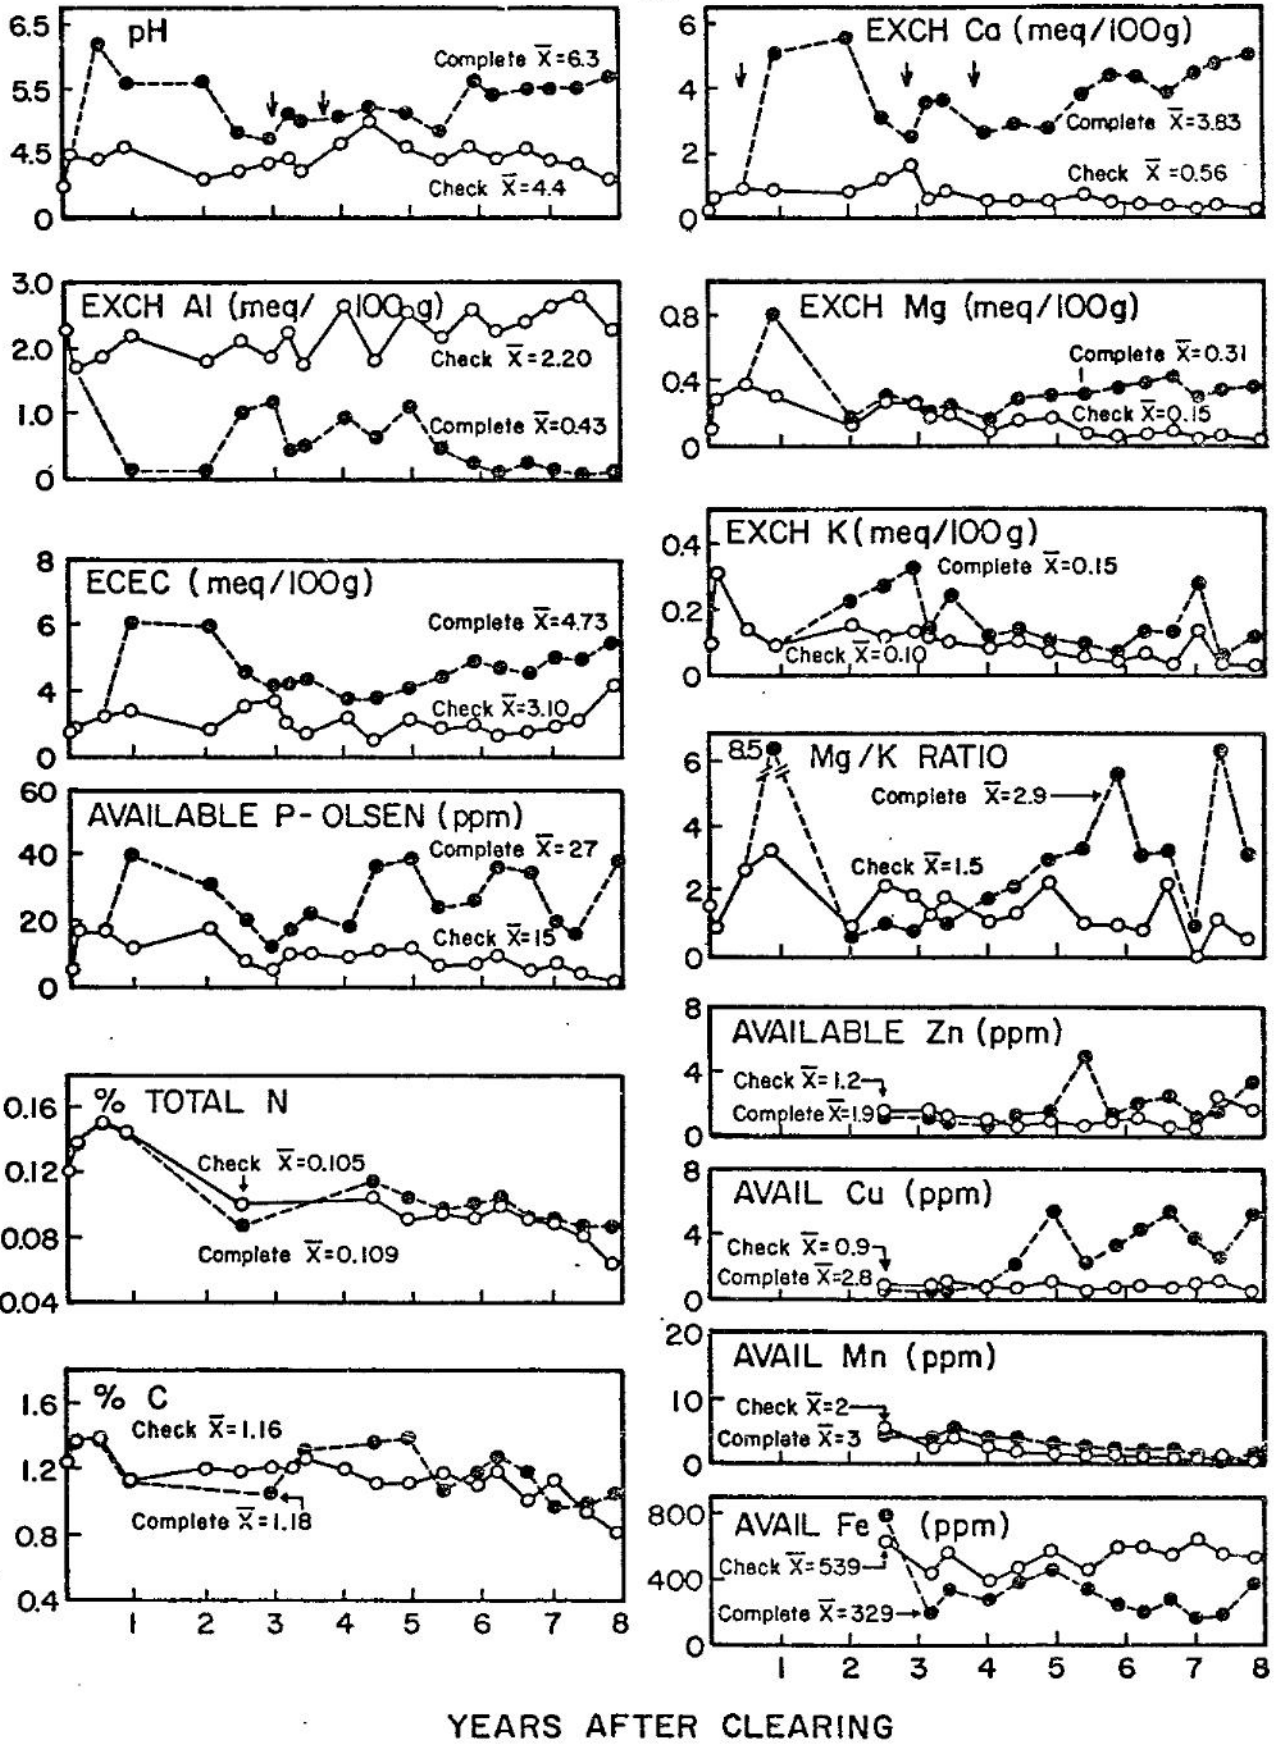 pH
6.5
5.5
4.5
0
Complete X̄=6.3
Check X̄=4.4
EXCH Al (meq/ 100g)
3.0
2.0
1.0
0
Check X̄=2.20
Complete X̄=0.43
ECEC (meq/100g)
8
6
4
0
Complete X̄=4.73
Check X̄=3.10
AVAILABLE P-OLSEN (ppm)
60
40
20
0
Complete X̄=27
Check X̄=15
% TOTAL N
0.16
0.12
0.08
0.04
Check X̄=0.105
Complete X̄=0.109
% C
1.6
1.2
0.8
0.4
Check X̄=1.16
Complete X̄=1.18
1 2 3 4 5 6 7 8
EXCH Ca (meq/100g)
6
4
2
0
Complete X̄=3.83
Check X̄=0.56
EXCH Mg (meq/100g)
0.8
0.4
0
Complete X̄=0.31
Check X̄=0.15
EXCH K (meq/100g)
0.4
0.2
0
Complete X̄=0.15
Check X̄=0.10
Mg/K RATIO
8.5
6
4
2
0
Complete X̄=2.9
Check X̄=1.5
AVAILABLE Zn (ppm)
8
4
0
Check X̄=1.2
Complete X̄=1.9
AVAIL Cu (ppm)
8
4
0
Check X̄=0.9
Complete X̄=2.8
AVAIL Mn (ppm)
20
10
0
Check X̄=2
Complete X̄=3
AVAIL Fe (ppm)
800
400
0
Check X̄=539
Complete X̄=329
1 2 3 4 5 6 7 8
YEARS AFTER CLEARING